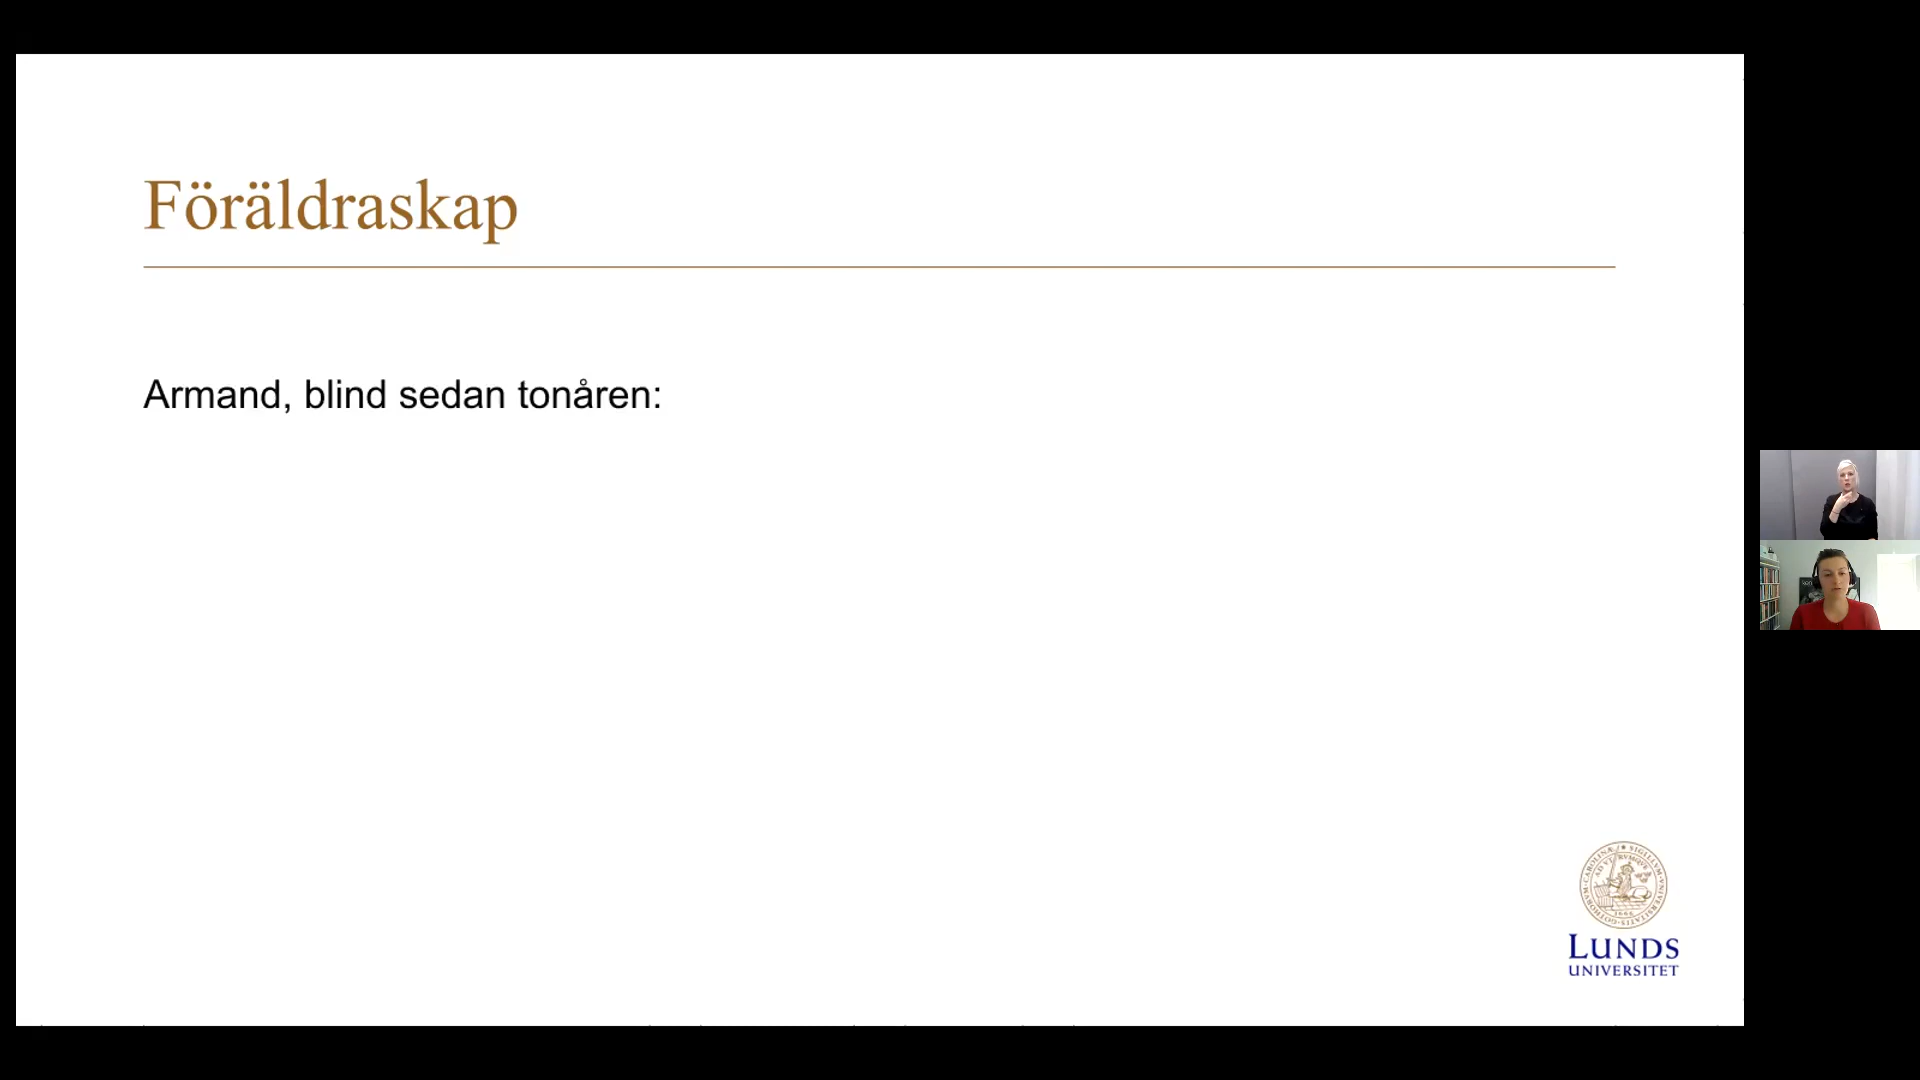 Föräldraskap
Armand, blind sedan tonåren:
LUNDS
UNIVERSITET